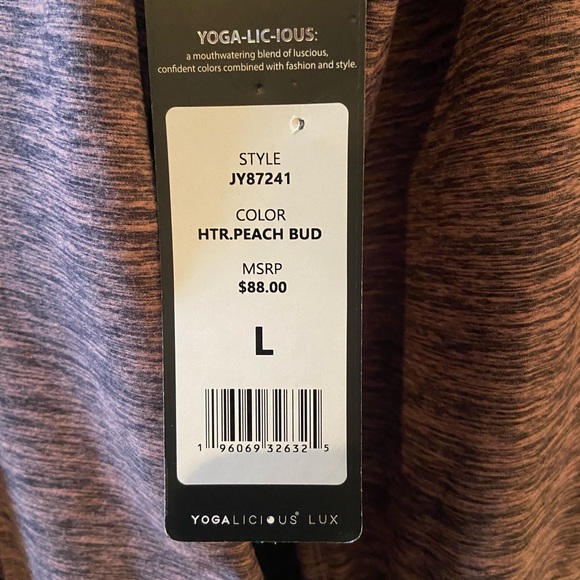 YOGA-LIC-IOUS:
a mouthwatering blend of luscious,
confident colors combined with fashion and style.
STYLE
JY87241
COLOR
HTR.PEACH BUD
MSRP
$88.00
L
1 96069 32632 5
YOGALICIOUS® LUX